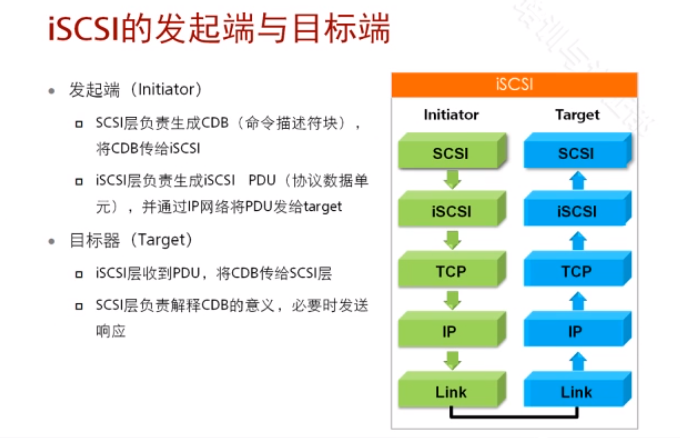 iSCSI的发起端与目标端
发起端（Initiator）
SCSI层负责生成CDB（命令描述符块），
将CDB传给iSCSI
iSCSI层负责生成iSCSI PDU（协议数据单
元），并通过IP网络将PDU发给target
目标器（Target）
iSCSI层收到PDU，将CDB传给SCSI层
SCSI层负责解释CDB的意义，必要时发送
响应
iSCSI
Initiator Target
SCSI SCSI
iSCSI iSCSI
TCP TCP
IP IP
Link Link